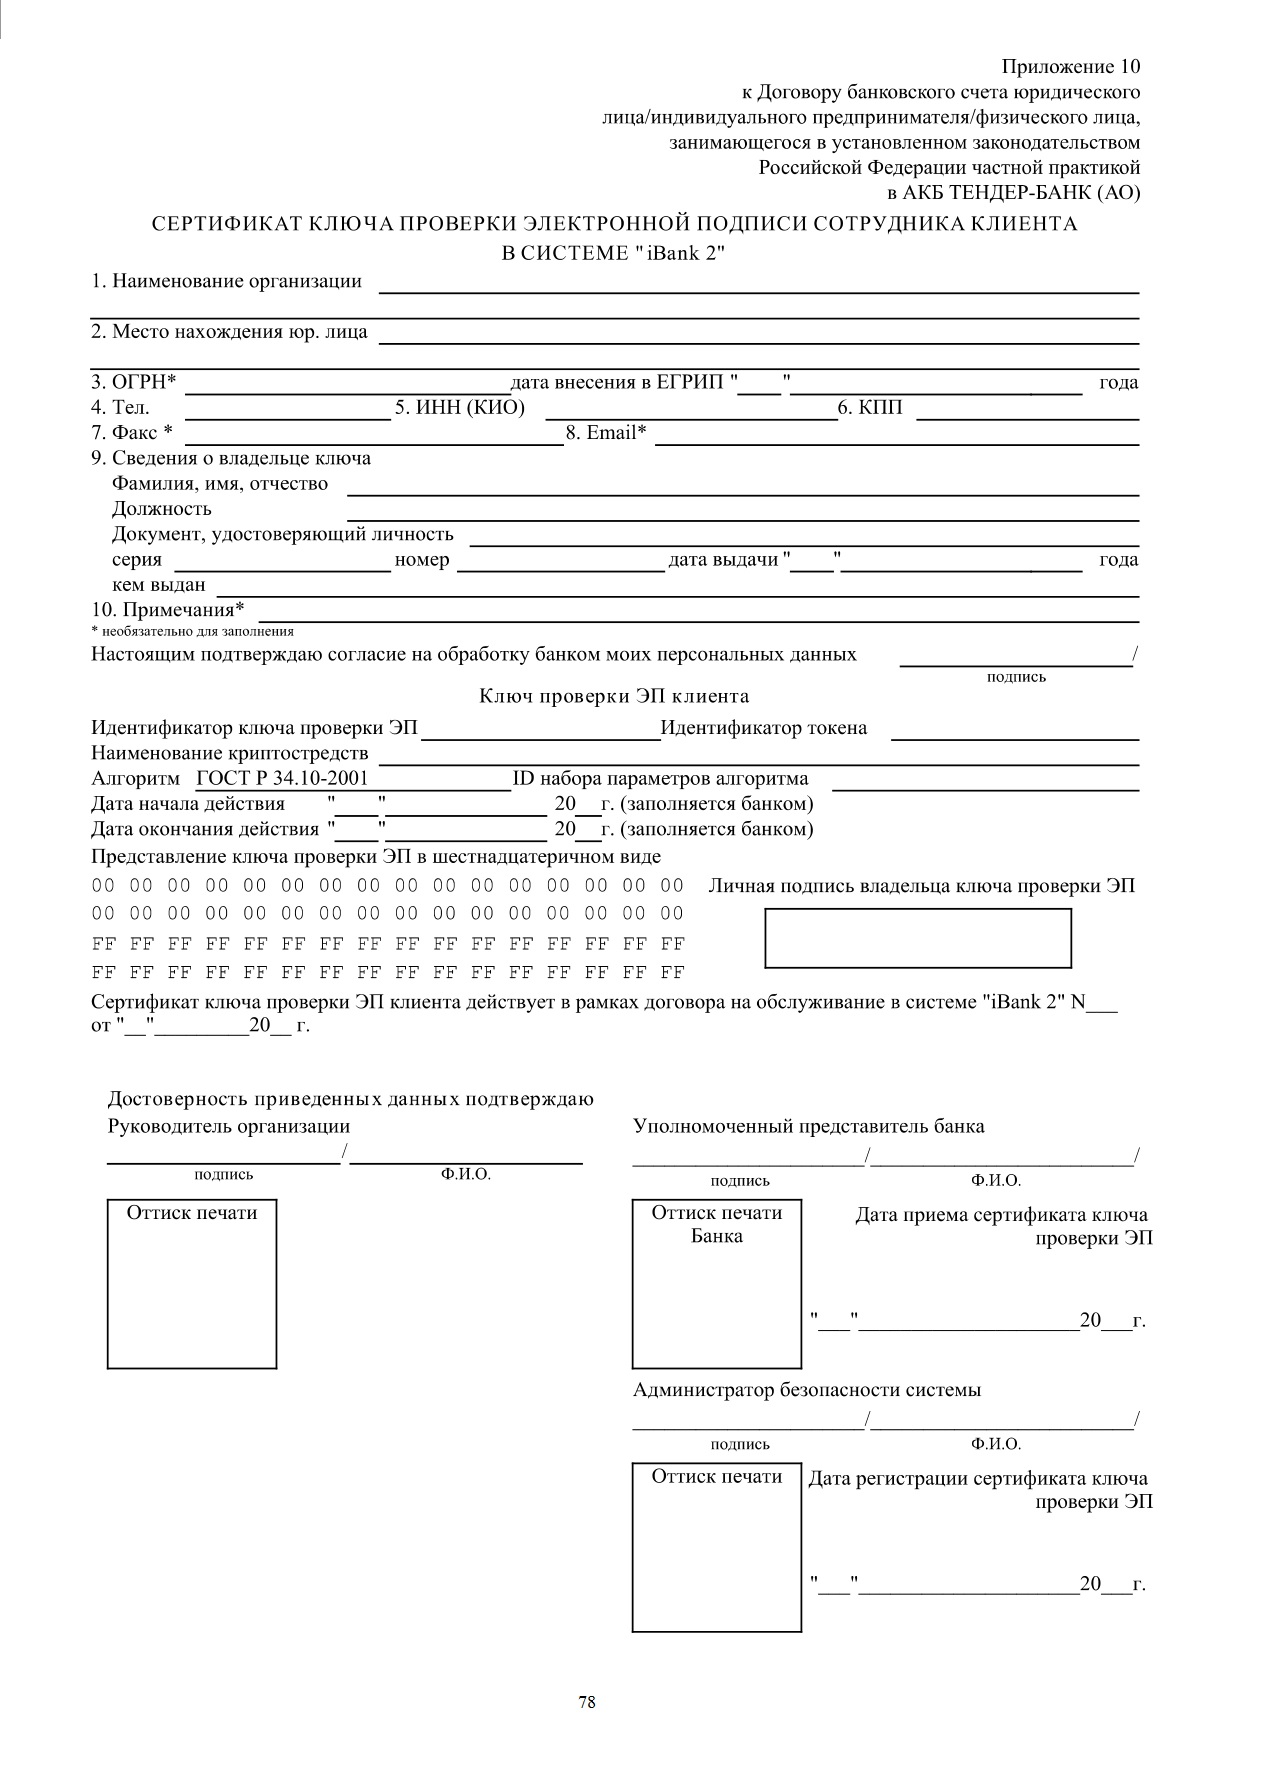 Приложение 10
к Договору банковского счета юридического
лица/индивидуального предпринимателя/физического лица,
занимающегося в установленном законодательством
Российской Федерации частной практикой
в АКБ ТЕНДЕР-БАНК (АО)
СЕРТИФИКАТ КЛЮЧА ПРОВЕРКИ ЭЛЕКТРОННОЙ ПОДПИСИ СОТРУДНИКА КЛИЕНТА
В СИСТЕМЕ "iBank 2"
1. Наименование организации
2. Место нахождения юр. лица
3. ОГРН* дата внесения в ЕГРИП "____" года
4. Тел. 5. ИНН (КИО) 6. КПП
7. Факс * 8. Email*
9. Сведения о владельце ключа
Фамилия, имя, отчество
Должность
Документ, удостоверяющий личность
серия номер дата выдачи "____" года
кем выдан
10. Примечания*
* необязательно для заполнения
Настоящим подтверждаю согласие на обработку банком моих персональных данных /
подпись
Ключ проверки ЭП клиента
Идентификатор ключа проверки ЭП Идентификатор токена
Наименование криптостредств
Алгоритм ГОСТ Р 34.10-2001 ID набора параметров алгоритма
Дата начала действия "____" 20__г. (заполняется банком)
Дата окончания действия "____" 20__г. (заполняется банком)
Представление ключа проверки ЭП в шестнадцатеричном виде
00 00 00 00 00 00 00 00 00 00 00 00 00 00 00 00 Личная подпись владельца ключа проверки ЭП
00 00 00 00 00 00 00 00 00 00 00 00 00 00 00 00
FF FF FF FF FF FF FF FF FF FF FF FF FF FF FF FF
FF FF FF FF FF FF FF FF FF FF FF FF FF FF FF FF
Сертификат ключа проверки ЭП клиента действует в рамках договора на обслуживание в системе "iBank 2" N___
от "__"_________20__ г.
Достоверность приведенных данных подтверждаю
Руководитель организации
/
подпись Ф.И.О.
Оттиск печати
Уполномоченный представитель банка
______________________/_________________________/
подпись Ф.И.О.
Оттиск печати
Банка
Дата приема сертификата ключа
проверки ЭП
"___"_____________________20___г.
Администратор безопасности системы
______________________/_________________________/
подпись Ф.И.О.
Оттиск печати
Дата регистрации сертификата ключа
проверки ЭП
"___"_____________________20___г.
78